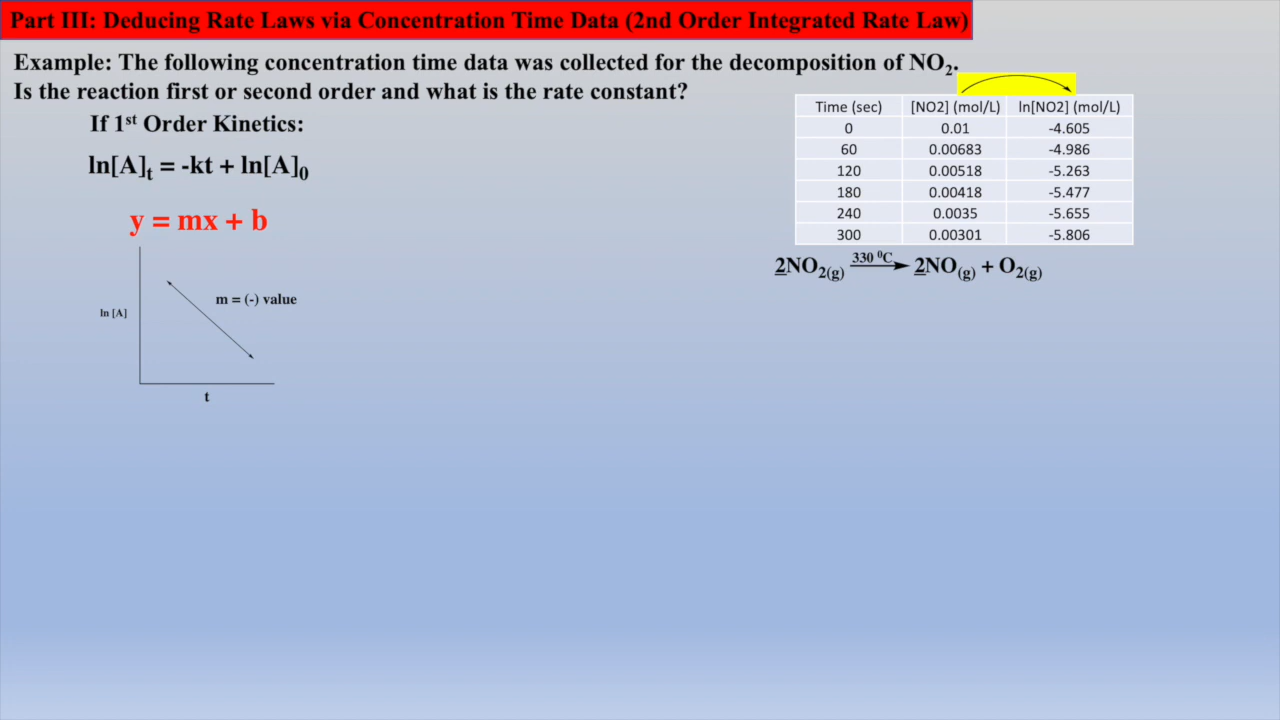 Part III: Deducing Rate Laws via Concentration Time Data (2nd Order Integrated Rate Law)
Example: The following concentration time data was collected for the decomposition of NO₂.
Is the reaction first or second order and what is the rate constant?
If 1ˢᵗ Order Kinetics:
ln[A]ₜ = -kt + ln[A]₀
y = mx + b
m = (-) value
ln [A]
t
Time (sec) [NO2] (mol/L) ln[NO2] (mol/L)
0 0.01 -4.605
60 0.00683 -4.986
120 0.00518 -5.263
180 0.00418 -5.477
240 0.0035 -5.655
300 0.00301 -5.806
330 ⁰C
2NO₂(g) → 2NO(g) + O₂(g)